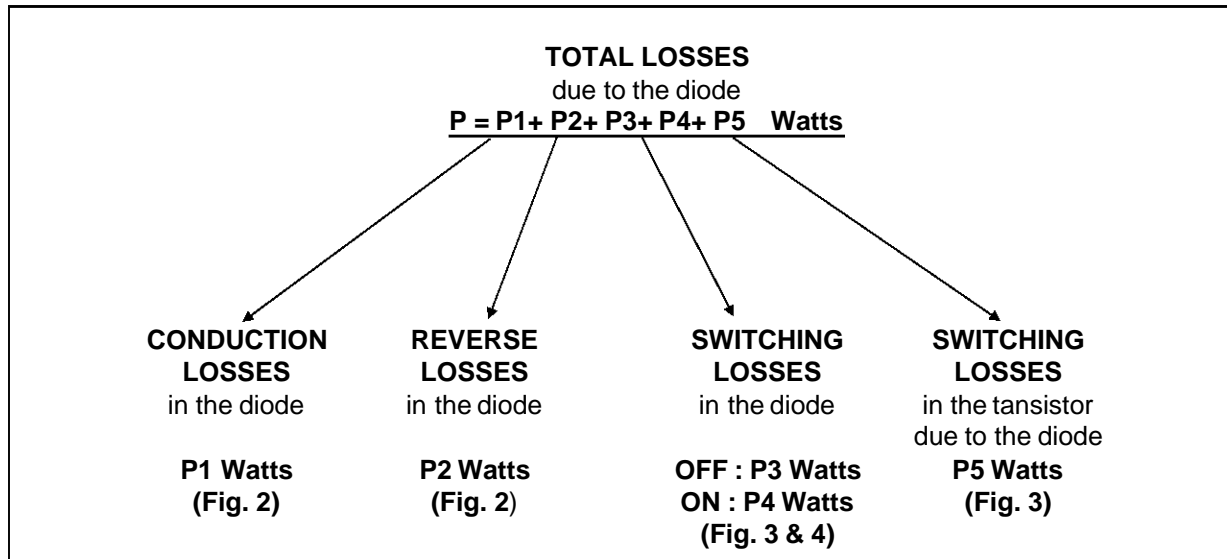 TOTAL LOSSES
due to the diode
P = P1+ P2+ P3+ P4+ P5 Watts
CONDUCTION
LOSSES
in the diode
P1 Watts
(Fig. 2)
REVERSE
LOSSES
in the diode
P2 Watts
(Fig. 2)
SWITCHING
LOSSES
in the diode
OFF : P3 Watts
ON : P4 Watts
(Fig. 3 & 4)
SWITCHING
LOSSES
in the tansistor
due to the diode
P5 Watts
(Fig. 3)